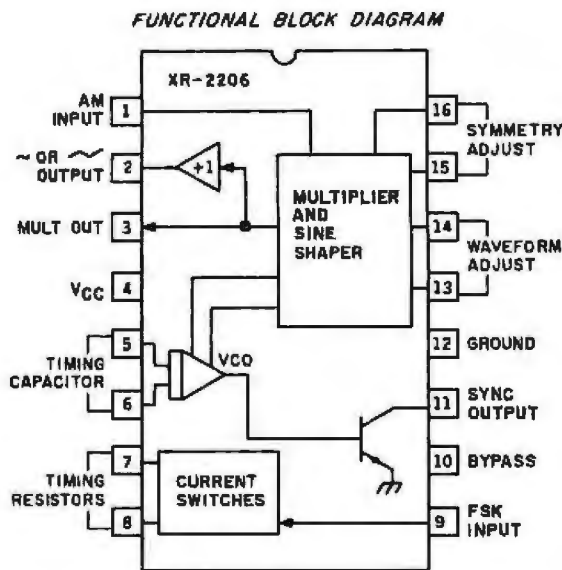 FUNCTIONAL BLOCK DIAGRAM
XR-2206
AM
INPUT
1
16
SYMMETRY
ADJUST
15
~ OR ~
OUTPUT
2
+1
MULTIPLIER
AND
SINE
SHAPER
MULT OUT
3
14
WAVEFORM
ADJUST
13
VCC
4
12
GROUND
5
TIMING
CAPACITOR
6
VCO
11
SYNC
OUTPUT
7
TIMING
RESISTORS
8
CURRENT
SWITCHES
10
BYPASS
9
FSK
INPUT